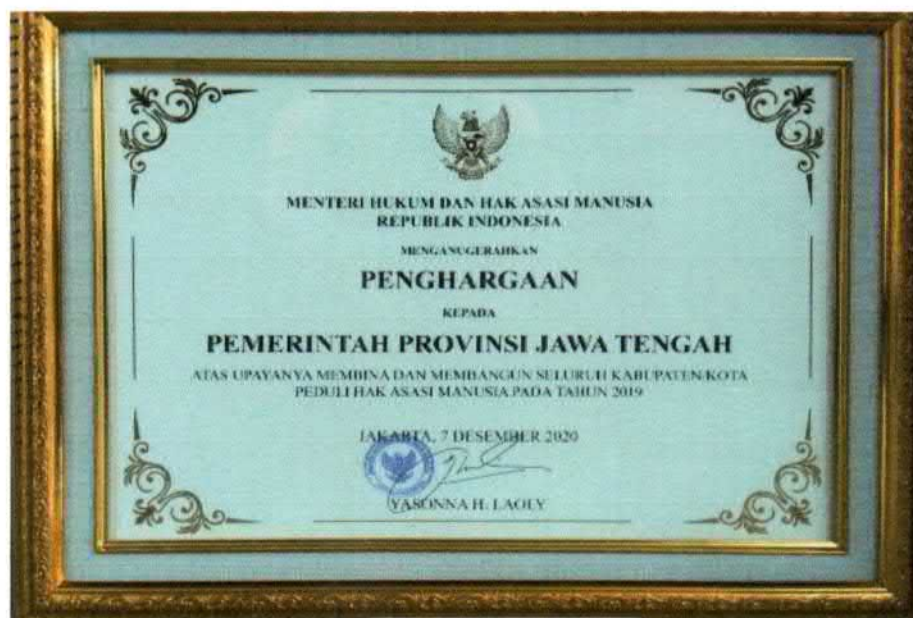 MENTERI HUKUM DAN HAK ASASI MANUSIA
REPUBLIK INDONESIA
MENGANUGERAHKAN
PENGHARGAAN
KEPADA
PEMERINTAH PROVINSI JAWA TENGAH
ATAS UPAYANYA MEMBINA DAN MEMBANGUN SELURUH KABUPATEN/KOTA
PEDULI HAK ASASI MANUSIA PADA TAHUN 2019
JAKARTA, 7 DESEMBER 2020
YASONNA H. LAOLY